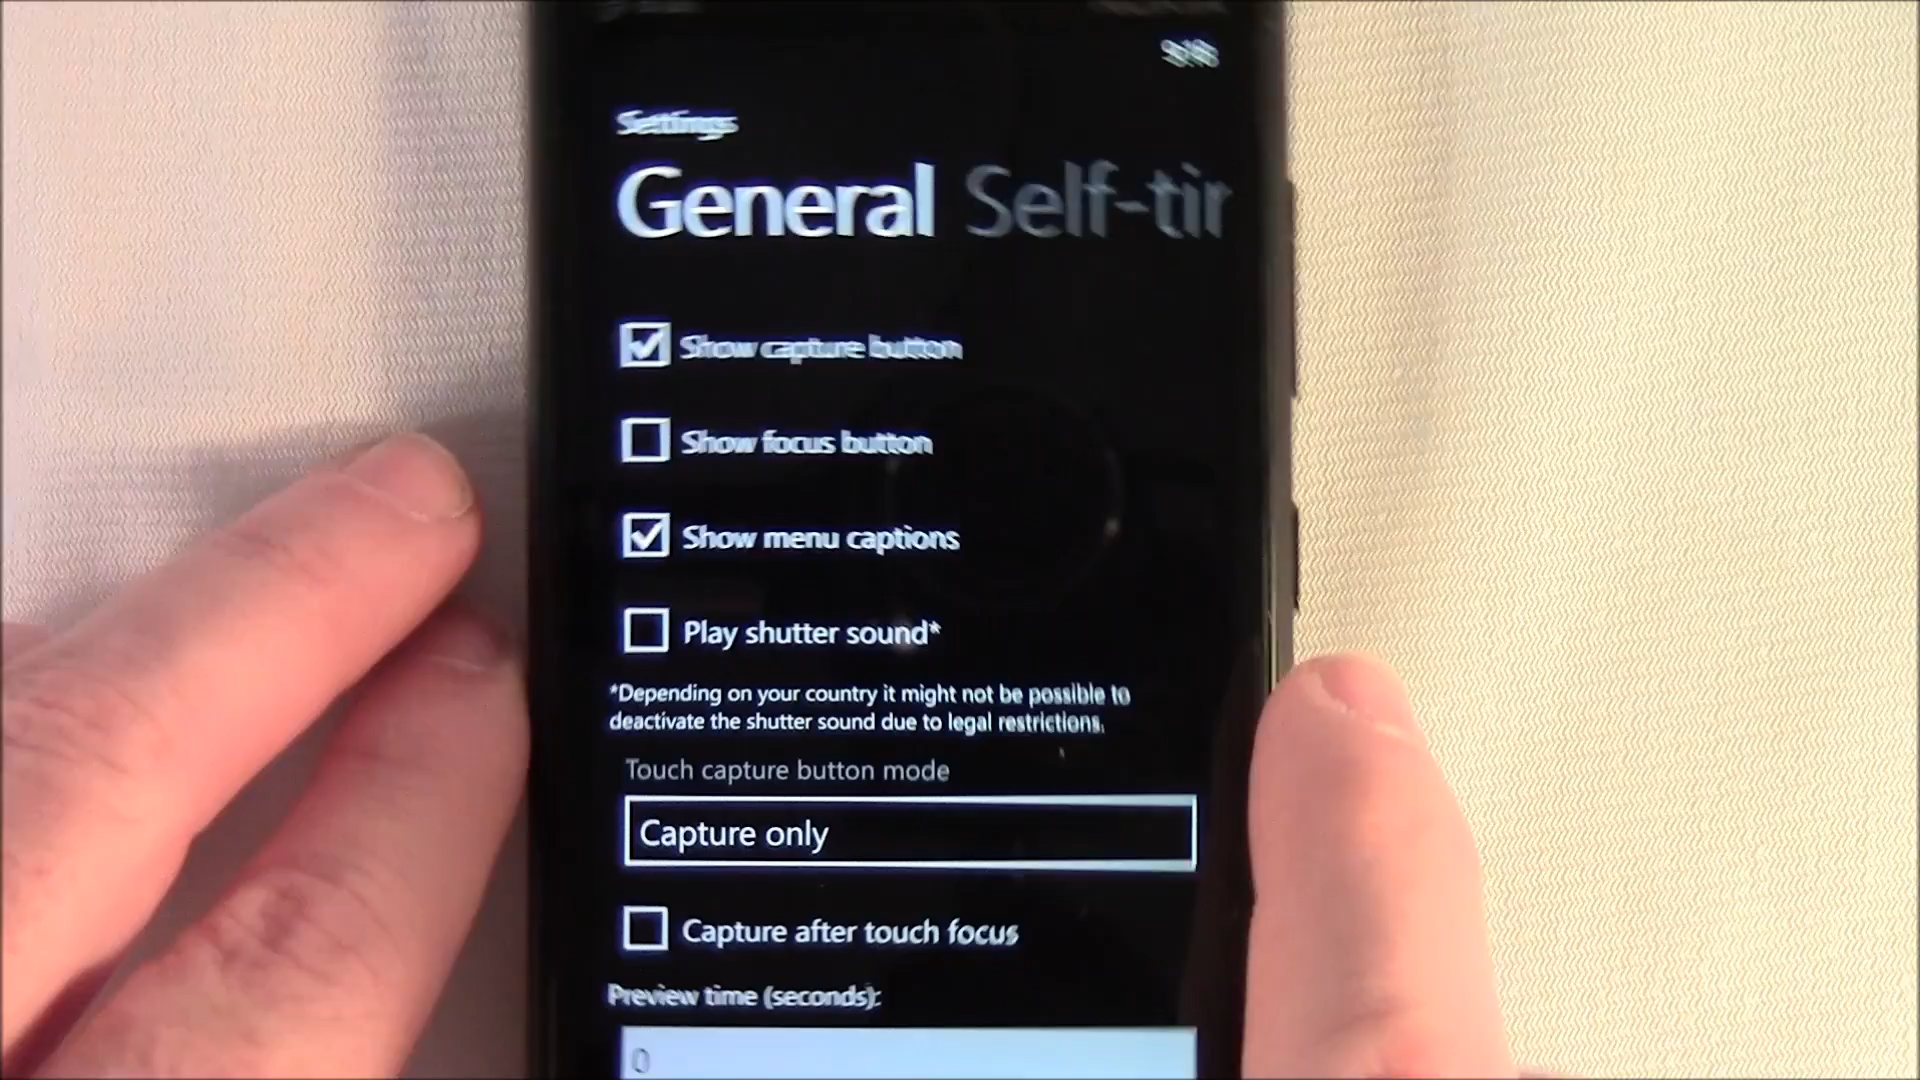 Settings
General Self-tir
Show capture button
Show focus button
Show menu captions
Play shutter sound*
*Depending on your country it might not be possible to
deactivate the shutter sound due to legal restrictions.
Touch capture button mode
Capture only
Capture after touch focus
Preview time (seconds):
0